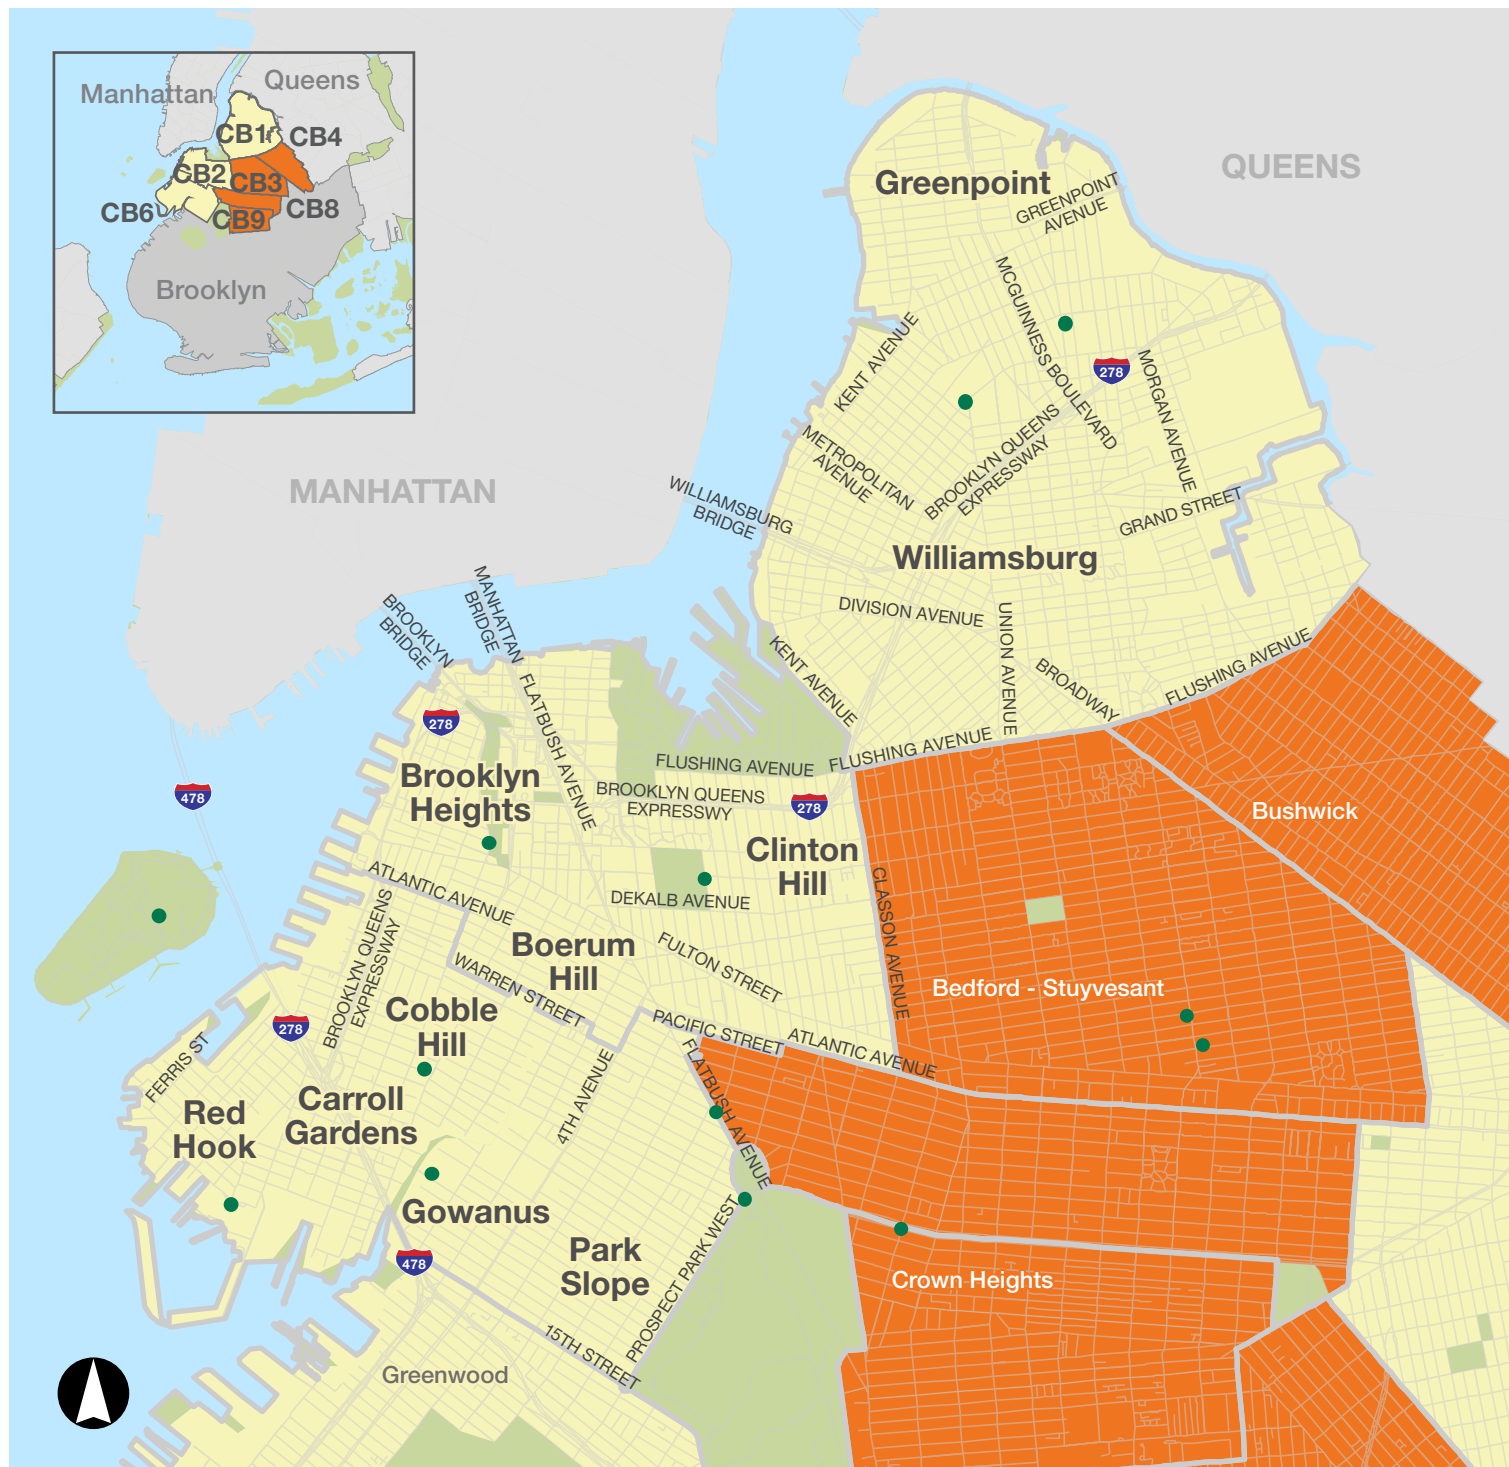 Manhattan
Queens
CB1
CB4
CB2
CB3
CB6
CB9
CB8
Brooklyn
QUEENS
MANHATTAN
Greenpoint
GREENPOINT
AVENUE
MCGUINNESS BOULEVARD
KENT AVENUE
278
MORGAN AVENUE
METROPOLITAN
AVENUE
BROOKLYN QUEENS
EXPRESSWAY
GRAND STREET
WILLIAMSBURG
BRIDGE
Williamsburg
DIVISION AVENUE
UNION AVENUE
BROADWAY
FLUSHING AVENUE
KENT AVENUE
MANHATTAN
BRIDGE
BROOKLYN
BRIDGE
FLATBUSH AVENUE
278
478
Brooklyn
Heights
FLUSHING AVENUE
FLUSHING AVENUE
BROOKLYN QUEENS
EXPRESSWY
278
Clinton
Hill
Bushwick
ATLANTIC AVENUE
DEKALB AVENUE
CLASSON AVENUE
BROOKLYN QUEENS
EXPRESSWAY
Boerum
Hill
FULTON STREET
WARREN STREET
Bedford - Stuyvesant
Cobble
Hill
278
FERRIS ST
PACIFIC STREET
ATLANTIC AVENUE
FLATBUSH AVENUE
4TH AVENUE
Red
Hook
Carroll
Gardens
Gowanus
478
Park
Slope
PROSPECT PARK WEST
Crown Heights
15TH STREET
Greenwood